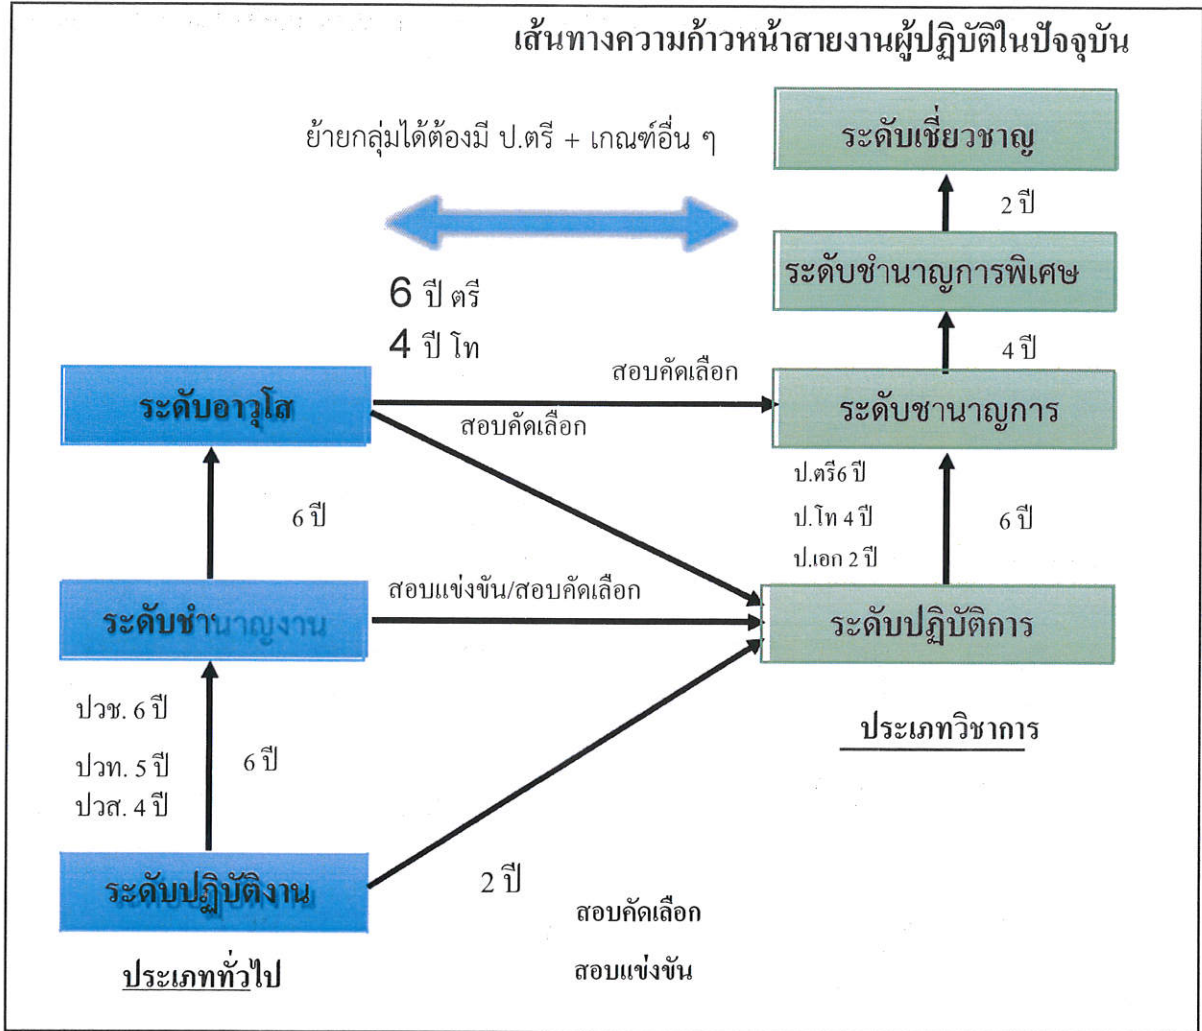 เส้นทางความก้าวหน้าสายงานผู้ปฏิบัติในปัจจุบัน
ย้ายกลุ่มได้ต้องมี ป.ตรี + เกณฑ์อื่น ๆ
ระดับเชี่ยวชาญ
2 ปี
ระดับชำนาญการพิเศษ
6 ปี ตรี
4 ปี โท
4 ปี
สอบคัดเลือก
ระดับอาวุโส
ระดับชานาญการ
สอบคัดเลือก
ป.ตรี6 ปี
6 ปี
ป.โท 4 ปี
6 ปี
ป.เอก 2 ปี
สอบแข่งขัน/สอบคัดเลือก
ระดับชำนาญงาน
ระดับปฏิบัติการ
ปวช. 6 ปี
ประเภทวิชาการ
ปวท. 5 ปี
6 ปี
ปวส. 4 ปี
ระดับปฏิบัติงาน
2 ปี
สอบคัดเลือก
ประเภททั่วไป
สอบแข่งขัน